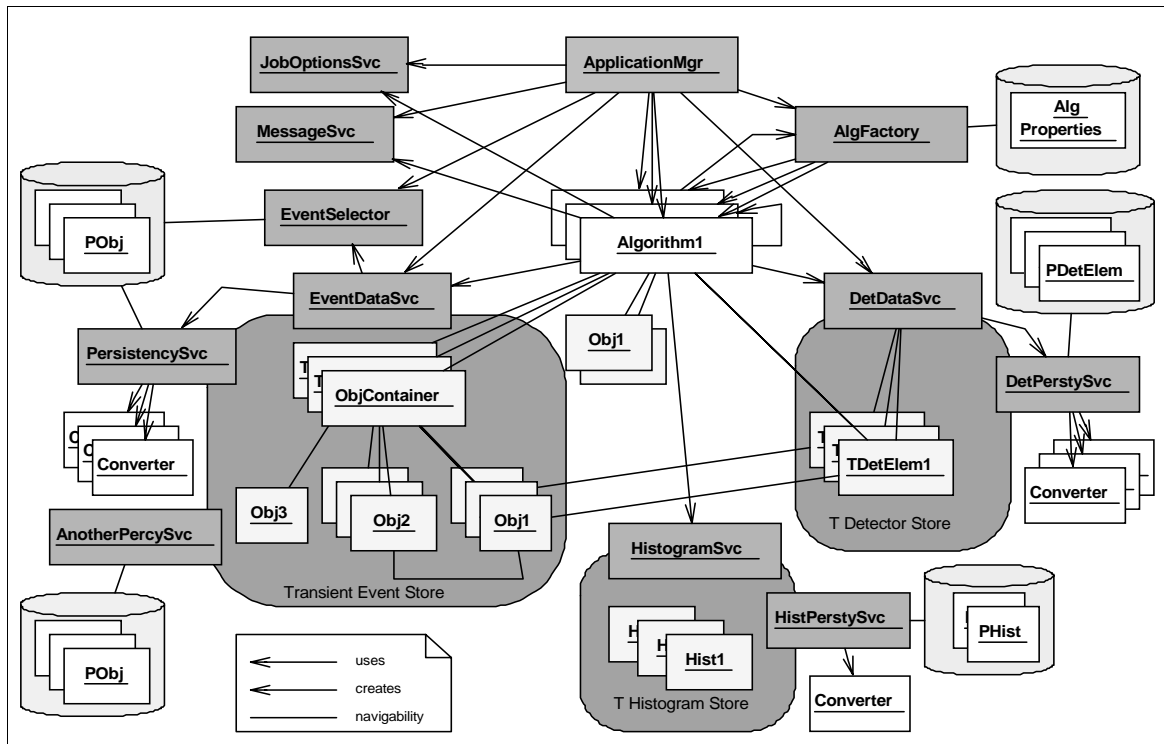 JobOptionsSvc
ApplicationMgr
Alg
Properties
MessageSvc
AlgFactory
EventSelector
PObj
Algorithm1
PDetElem
EventDataSvc
DetDataSvc
PersistencySvc
Obj1
DetPerstySvc
T
T
ObjContainer
C
C
Converter
T
T
TDetElem1
Converter
Obj3
Obj2
Obj1
AnotherPercySvc
T Detector Store
HistogramSvc
Transient Event Store
PObj
H
H
Hist1
HistPerstySvc
PHist
uses
creates
navigability
T Histogram Store
Converter